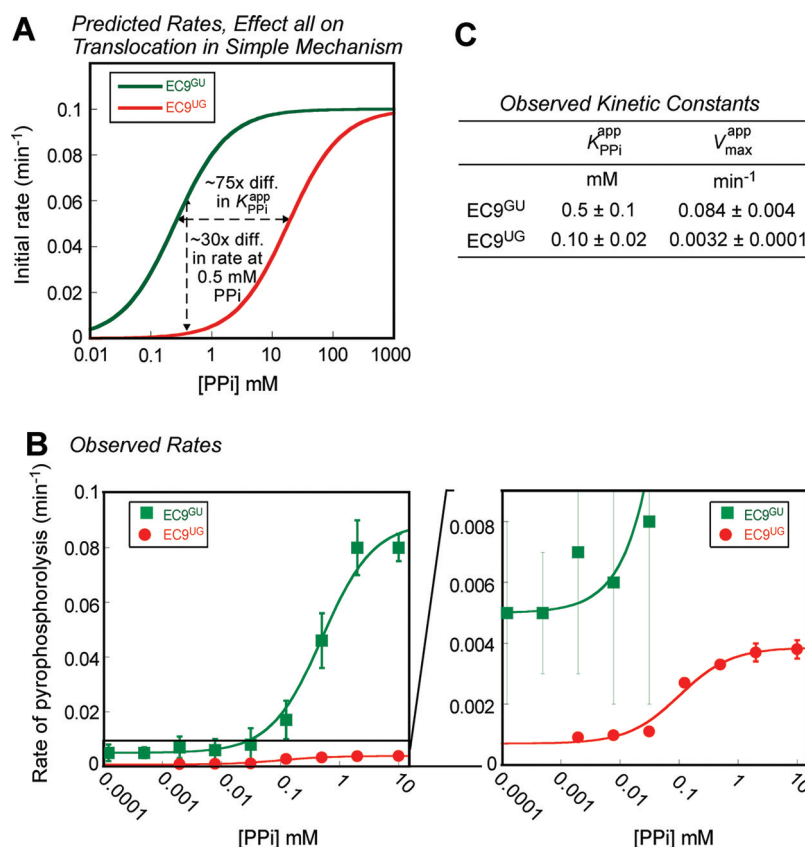 A
Predicted Rates, Effect all on
Translocation in Simple Mechanism
EC9GU
EC9UG
Initial rate (min-1)
0.1
0.08
0.06
0.04
0.02
0
~75x diff.
in KappPPi
~30x diff.
in rate at
0.5 mM
PPi
0.01
0.1
1
10
100
1000
[PPi] mM
C
Observed Kinetic Constants
KappPPi Vappmax
mM min-1
EC9GU 0.5 ± 0.1 0.084 ± 0.004
EC9UG 0.10 ± 0.02 0.0032 ± 0.0001
B
Observed Rates
Rate of pyrophosphorolysis (min-1)
0.1
0.08
0.06
0.04
0.02
0
EC9GU
EC9UG
0.0001
0.001
0.01
0.1
1
10
[PPi] mM
0.008
0.006
0.004
0.002
0
EC9GU
EC9UG
0.0001
0.001
0.01
0.1
1
10
[PPi] mM